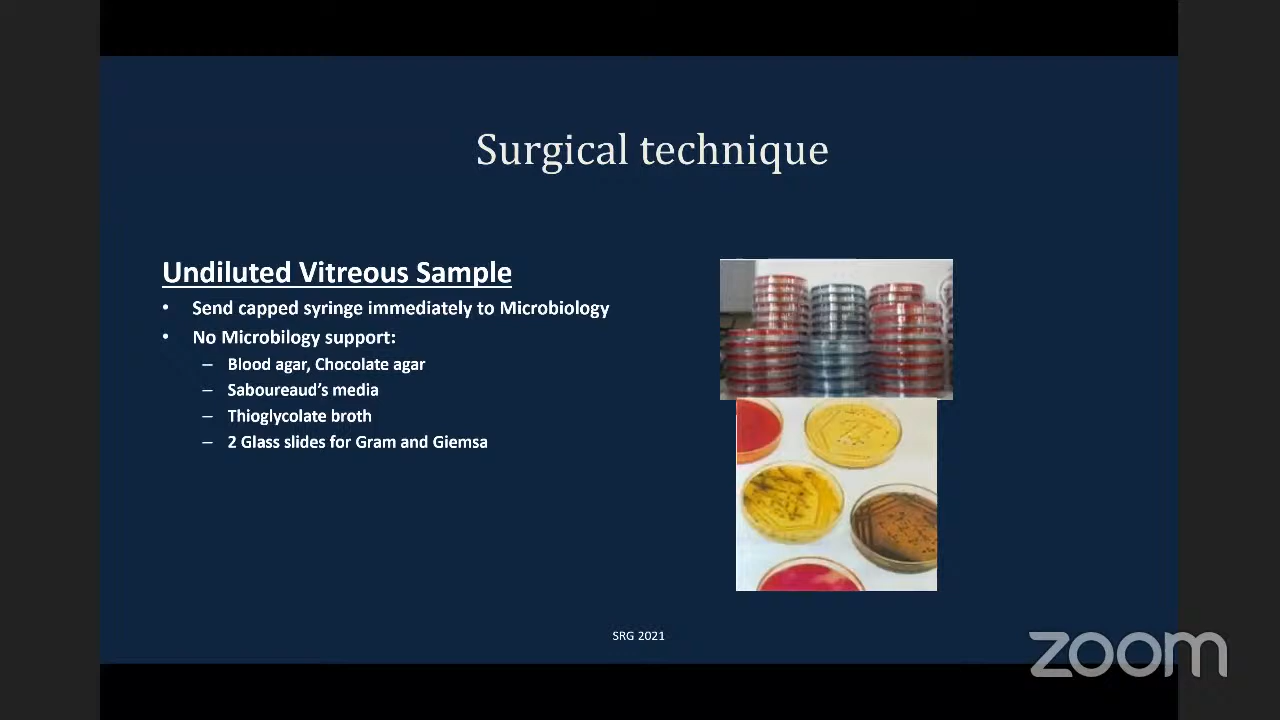 Surgical technique
Undiluted Vitreous Sample
• Send capped syringe immediately to Microbiology
• No Microbilogy support:
– Blood agar, Chocolate agar
– Saboureaud's media
– Thioglycolate broth
– 2 Glass slides for Gram and Giemsa
SRG 2021
zoom